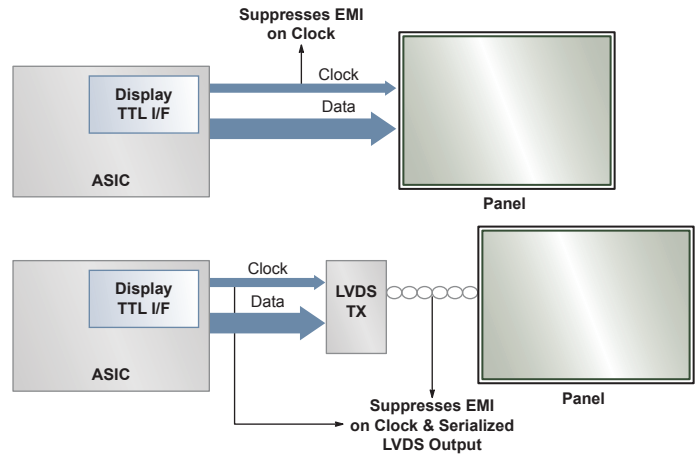 Suppresses EMI
on Clock
Clock
Display
TTL I/F
Data
ASIC
Panel
Clock
Display
TTL I/F
Data
LVDS
TX
ASIC
Panel
Suppresses EMI
on Clock & Serialized
LVDS Output